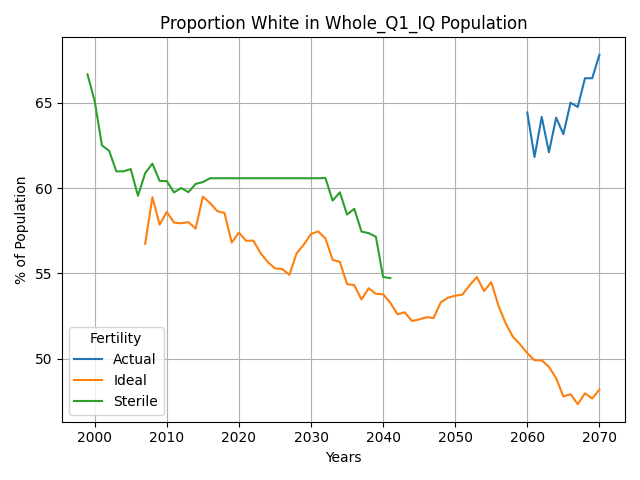 Proportion White in Whole_Q1_IQ Population
% of Population
65
60
55
50
Fertility
Actual
Ideal
Sterile
2000 2010 2020 2030 2040 2050 2060 2070
Years